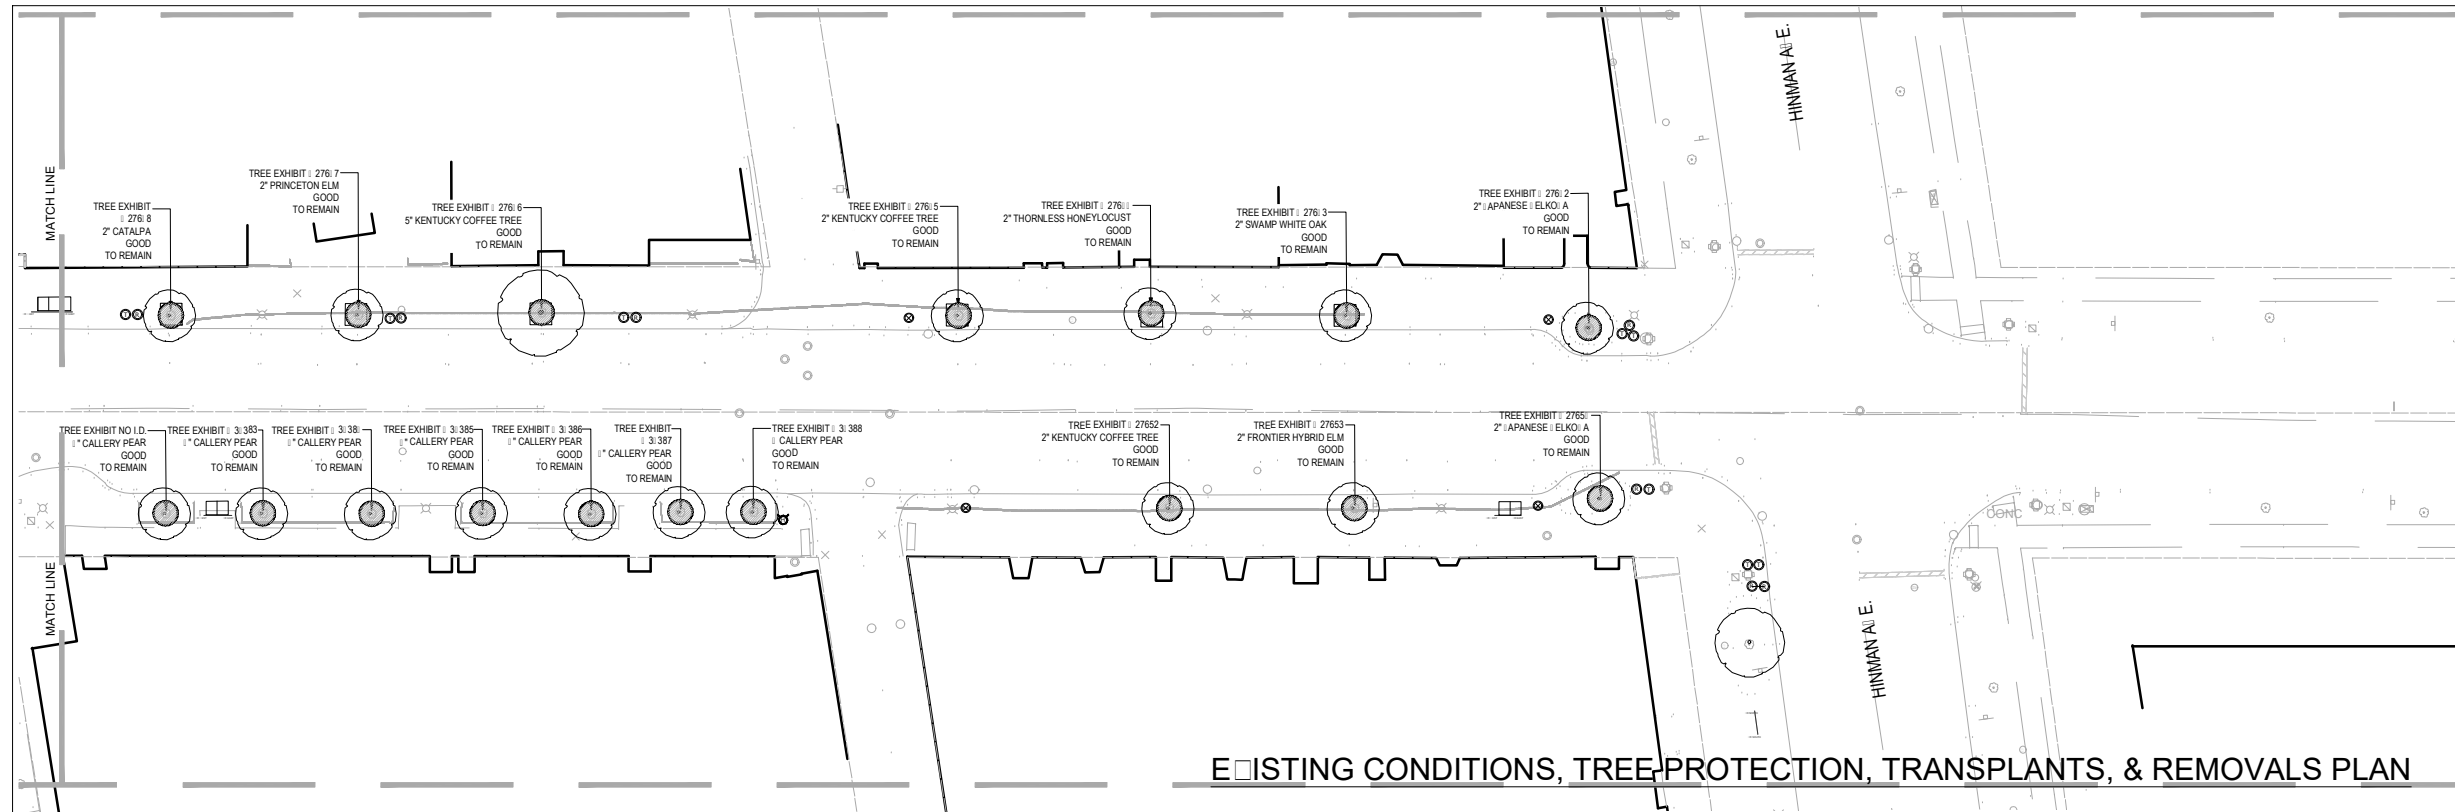 HINMAN A▯E.
MATCH LINE
TREE EXHIBIT
▯ 276▯8
2" CATALPA
GOOD
TO REMAIN
TREE EXHIBIT ▯ 276▯7
2" PRINCETON ELM
GOOD
TO REMAIN
TREE EXHIBIT ▯ 276▯6
5" KENTUCKY COFFEE TREE
GOOD
TO REMAIN
TREE EXHIBIT ▯ 276▯5
2" KENTUCKY COFFEE TREE
GOOD
TO REMAIN
TREE EXHIBIT ▯ 276▯▯
2" THORNLESS HONEYLOCUST
GOOD
TO REMAIN
TREE EXHIBIT ▯ 276▯3
2" SWAMP WHITE OAK
GOOD
TO REMAIN
TREE EXHIBIT ▯ 276▯2
2" ▯APANESE ▯ELKO▯A
GOOD
TO REMAIN
TREE EXHIBIT NO I.D.
▯" CALLERY PEAR
GOOD
TO REMAIN
TREE EXHIBIT ▯ 3▯383
▯" CALLERY PEAR
GOOD
TO REMAIN
TREE EXHIBIT ▯ 3▯38▯
▯" CALLERY PEAR
GOOD
TO REMAIN
TREE EXHIBIT ▯ 3▯385
▯" CALLERY PEAR
GOOD
TO REMAIN
TREE EXHIBIT ▯ 3▯386
▯" CALLERY PEAR
GOOD
TO REMAIN
TREE EXHIBIT
▯ 3▯387
▯" CALLERY PEAR
GOOD
TO REMAIN
TREE EXHIBIT ▯ 3▯388
▯ CALLERY PEAR
GOOD
TO REMAIN
TREE EXHIBIT ▯ 27652
2" KENTUCKY COFFEE TREE
GOOD
TO REMAIN
TREE EXHIBIT ▯ 27653
2" FRONTIER HYBRID ELM
GOOD
TO REMAIN
TREE EXHIBIT ▯ 2765▯
2" ▯APANESE ▯ELKO▯A
GOOD
TO REMAIN
CONC
MATCH LINE
HINMAN A▯E.
E▯ISTING CONDITIONS, TREE PROTECTION, TRANSPLANTS, & REMOVALS PLAN